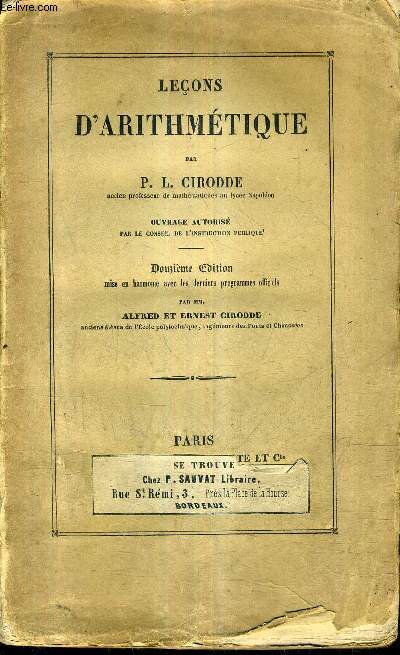 www.le-livre.com
LEÇONS
D'ARITHMÉTIQUE
PAR
P. L. CIRODDE
ancien professeur de mathématiques au lycée Napoléon
OUVRAGE AUTORISÉ
PAR LE CONSEIL DE L'INSTRUCTION PUBLIQUE
Douzième Édition
mise en harmonie avec les derniers programmes officiels
PAR MM.
ALFRED ET ERNEST CIRODDE
anciens élèves de l'École polytechnique, ingénieurs des Ponts et Chaussées
PARIS
TE ET Cie
SE TROUVE
Chez P. SAUVAT Libraire,
Rue St Rémi, 3, Près la Place de la Bourse
BORDEAUX.